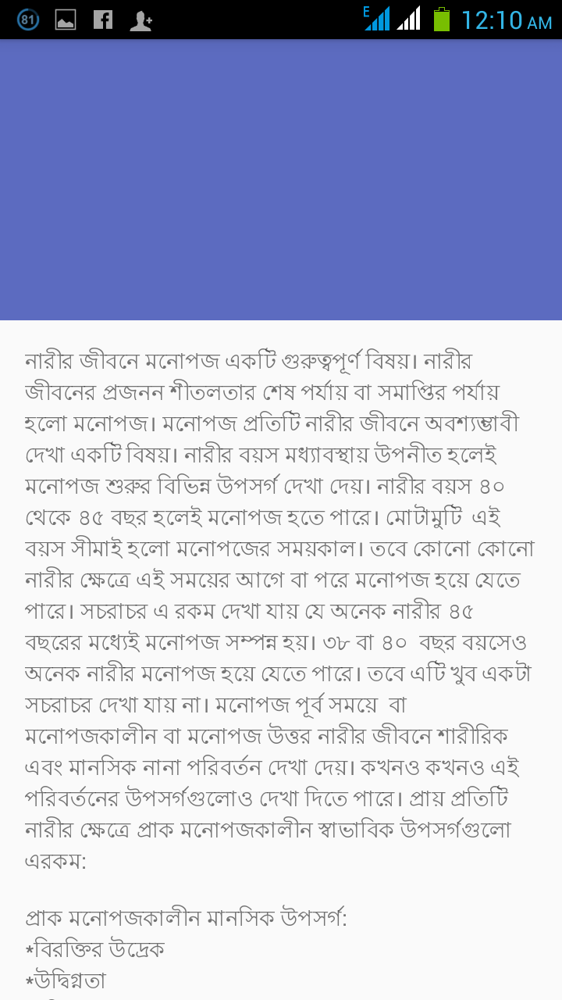 81
E
12:10 AM
নারীর জীবনে মনোপজ একটি গুরুত্বপূর্ণ বিষয়। নারীর
জীবনের প্রজনন শীতলতার শেষ পর্যায় বা সমাপ্তির পর্যায়
হলো মনোপজ। মনোপজ প্রতিটি নারীর জীবনে অবশ্যম্ভাবী
দেখা একটি বিষয়। নারীর বয়স মধ্যাবস্থায় উপনীত হলেই
মনোপজ শুরুর বিভিন্ন উপসর্গ দেখা দেয়। নারীর বয়স ৪০
থেকে ৪৫ বছর হলেই মনোপজ হতে পারে। মোটামুটি  এই
বয়স সীমাই হলো মনোপজের সময়কাল। তবে কোনো কোনো
নারীর ক্ষেত্রে এই সময়ের আগে বা পরে মনোপজ হয়ে যেতে
পারে। সচরাচর এ রকম দেখা যায় যে অনেক নারীর ৪৫
বছরের মধ্যেই মনোপজ সম্পন্ন হয়। ৩৮ বা ৪০  বছর বয়সেও
অনেক নারীর মনোপজ হয়ে যেতে পারে। তবে এটি খুব একটা
সচরাচর দেখা যায় না। মনোপজ পূর্ব সময়ে  বা
মনোপজকালীন বা মনোপজ উত্তর নারীর জীবনে শারীরিক
এবং মানসিক নানা পরিবর্তন দেখা দেয়। কখনও কখনও এই
পরিবর্তনের উপসর্গগুলোও দেখা দিতে পারে। প্রায় প্রতিটি
নারীর ক্ষেত্রে প্রাক মনোপজকালীন স্বাভাবিক উপসর্গগুলো
এরকম:
প্রাক মনোপজকালীন মানসিক উপসর্গ:
*বিরক্তির উদ্রেক
*উদ্বিগ্নতা